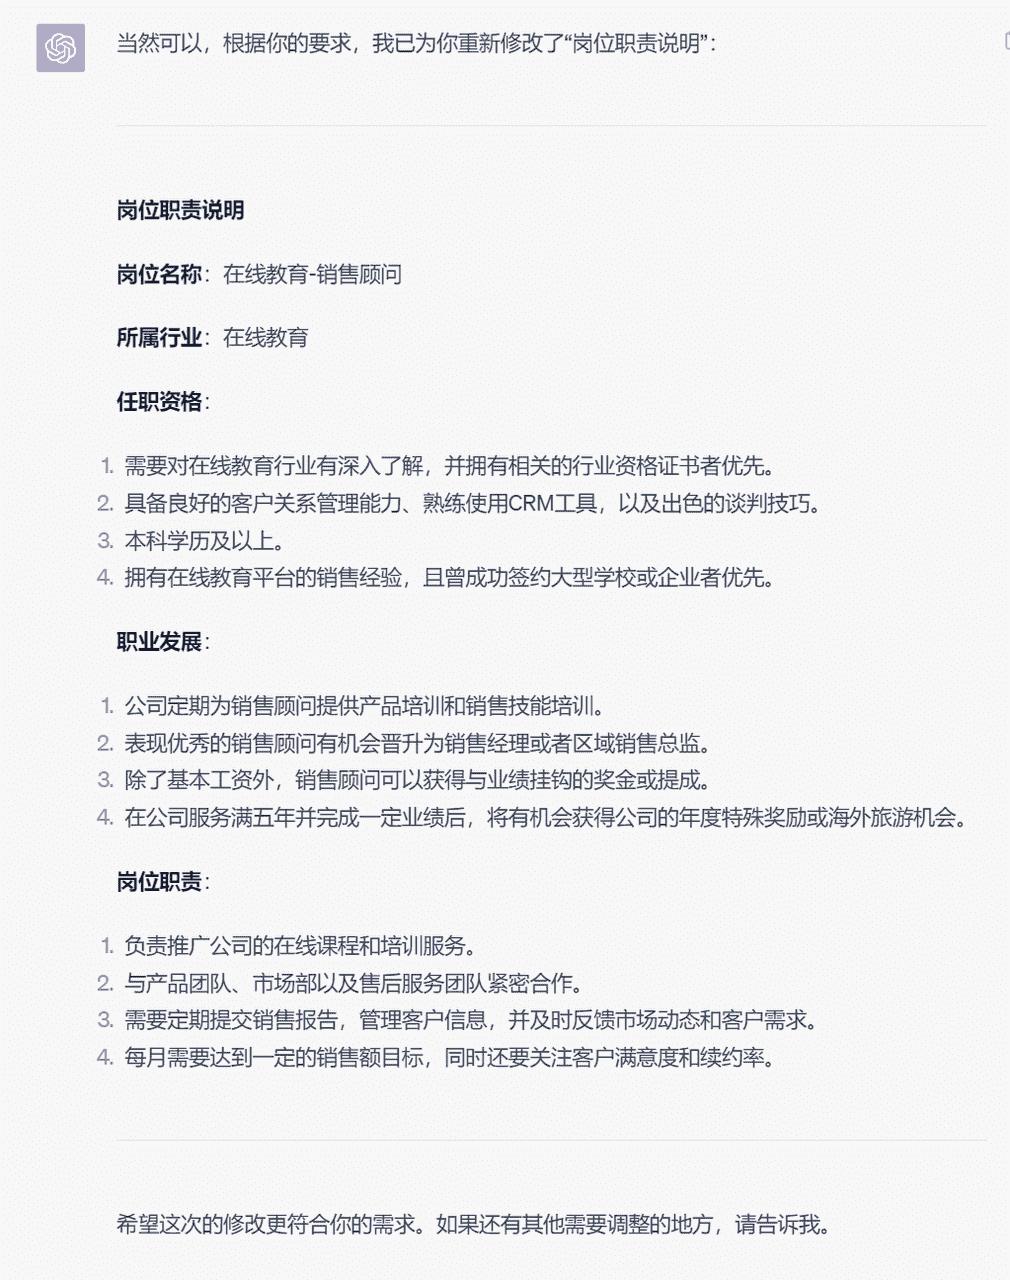 当然可以，根据你的要求，我已为你重新修改了“岗位职责说明”：
岗位职责说明
岗位名称：在线教育-销售顾问
所属行业：在线教育
任职资格：
1. 需要对在线教育行业有深入了解，并拥有相关的行业资格证书者优先。
2. 具备良好的客户关系管理能力、熟练使用CRM工具，以及出色的谈判技巧。
3. 本科学历及以上。
4. 拥有在线教育平台的销售经验，且曾成功签约大型学校或企业者优先。
职业发展：
1. 公司定期为销售顾问提供产品培训和销售技能培训。
2. 表现优秀的销售顾问有机会晋升为销售经理或者区域销售总监。
3. 除了基本工资外，销售顾问可以获得与业绩挂钩的奖金或提成。
4. 在公司服务满五年并完成一定业绩后，将有机会获得公司的年度特殊奖励或海外旅游机会。
岗位职责：
1. 负责推广公司的在线课程和培训服务。
2. 与产品团队、市场部以及售后服务团队紧密合作。
3. 需要定期提交销售报告，管理客户信息，并及时反馈市场动态和客户需求。
4. 每月需要达到一定的销售额目标，同时还要关注客户满意度和续约率。
希望这次的修改更符合你的需求。如果还有其他需要调整的地方，请告诉我。